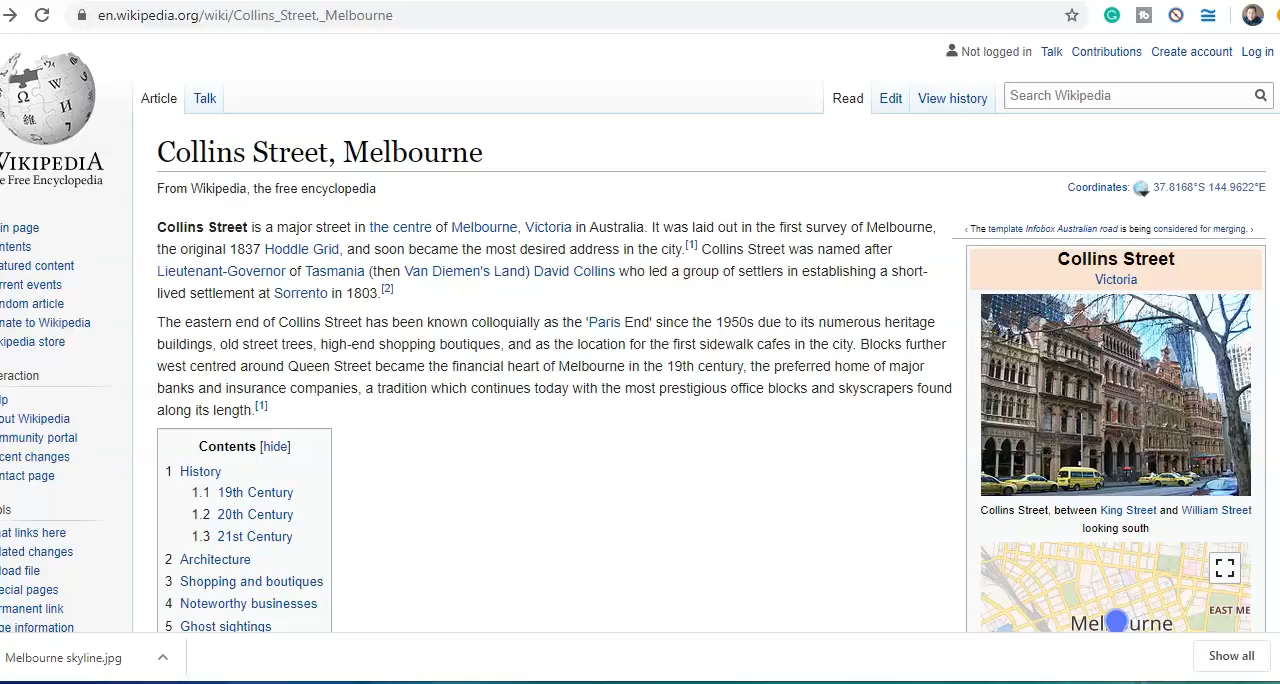 en.wikipedia.org/wiki/Collins_Street,_Melbourne
Not logged in Talk Contributions Create account Log in
Article Talk Read Edit View history Search Wikipedia
WIKIPEDIA
e Free Encyclopedia
Collins Street, Melbourne
From Wikipedia, the free encyclopedia
Coordinates: 37.8168°S 144.9622°E
in page
ntents
atured content
rrent events
ndom article
nate to Wikipedia
kipedia store
eraction
lp
out Wikipedia
mmunity portal
cent changes
ntact page
ols
at links here
lated changes
load file
ecial pages
rmanent link
ge information
Collins Street is a major street in the centre of Melbourne, Victoria in Australia. It was laid out in the first survey of Melbourne,
the original 1837 Hoddle Grid, and soon became the most desired address in the city.[1] Collins Street was named after
Lieutenant-Governor of Tasmania (then Van Diemen's Land) David Collins who led a group of settlers in establishing a short-
lived settlement at Sorrento in 1803.[2]
The eastern end of Collins Street has been known colloquially as the 'Paris End' since the 1950s due to its numerous heritage
buildings, old street trees, high-end shopping boutiques, and as the location for the first sidewalk cafes in the city. Blocks further
west centred around Queen Street became the financial heart of Melbourne in the 19th century, the preferred home of major
banks and insurance companies, a tradition which continues today with the most prestigious office blocks and skyscrapers found
along its length.[1]
Contents [hide]
1 History
1.1 19th Century
1.2 20th Century
1.3 21st Century
2 Architecture
3 Shopping and boutiques
4 Noteworthy businesses
5 Ghost sightings
‹ The template Infobox Australian road is being considered for merging. ›
Collins Street
Victoria
Collins Street, between King Street and William Street
looking south
EAST ME
Melbourne
Melbourne skyline.jpg
Show all